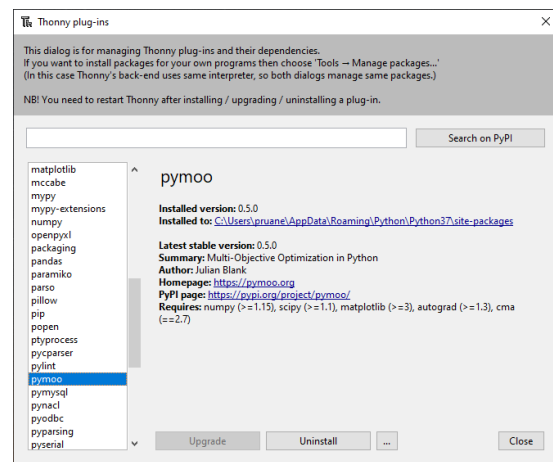 Thonny plug-ins
This dialog is for managing Thonny plug-ins and their dependencies.
If you want to install packages for your own programs then choose 'Tools → Manage packages...'
(In this case Thonny's back-end uses same interpreter, so both dialogs manage same packages.)
NB! You need to restart Thonny after installing / upgrading / uninstalling a plug-in.
Search on PyPI
matplotlib
mccabe
mypy
mypy-extensions
numpy
openpyxl
packaging
pandas
paramiko
parso
pillow
pip
popen
ptyprocess
pycparser
pylint
pymoo
pymysql
pynacl
pyodbc
pyparsing
pyserial
pymoo
Installed version: 0.5.0
Installed to: C:\Users\pruane\AppData\Roaming\Python\Python37\site-packages
Latest stable version: 0.5.0
Summary: Multi-Objective Optimization in Python
Author: Julian Blank
Homepage: https://pymoo.org
PyPI page: https://pypi.org/project/pymoo/
Requires: numpy (>=1.15), scipy (>=1.1), matplotlib (>=3), autograd (>=1.3), cma
(==2.7)
Upgrade
Uninstall
...
Close